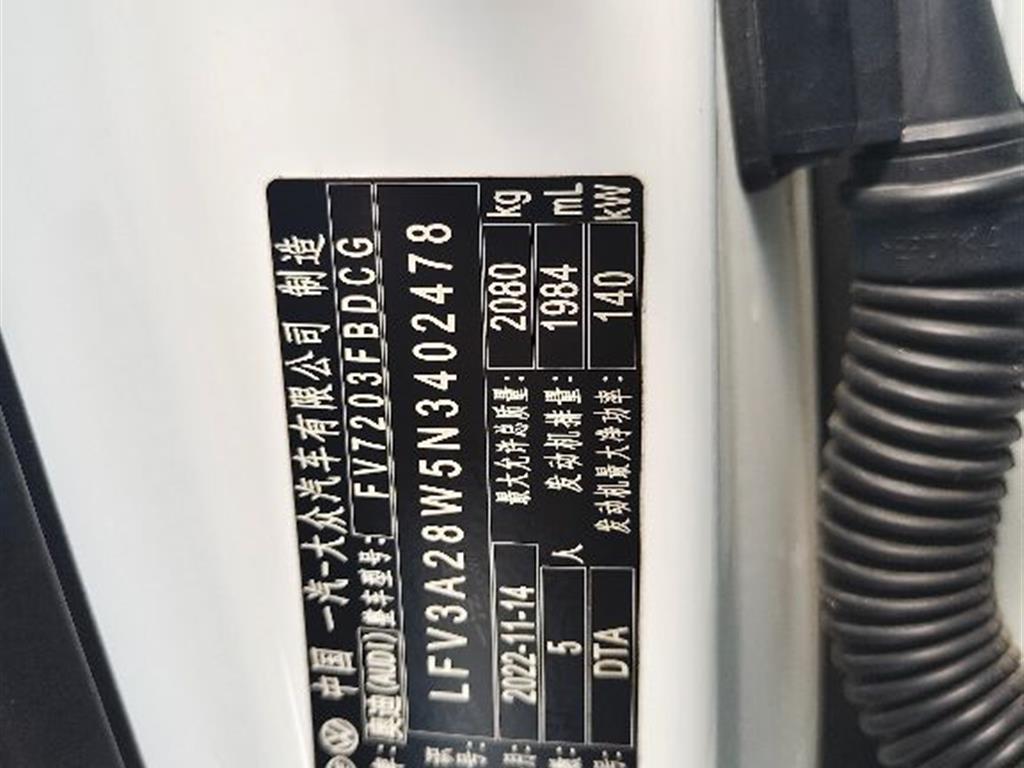 中国 一汽-大众汽车有限公司 制造
奥迪(AUDI) 整车型号: FV7203FBDCG
LFV3A28W5N3402478
2022-11-14 最大允许总质量: 2080 kg
5 人 发动机排量: 1984 mL
DTA 发动机最大净功率: 140 kW